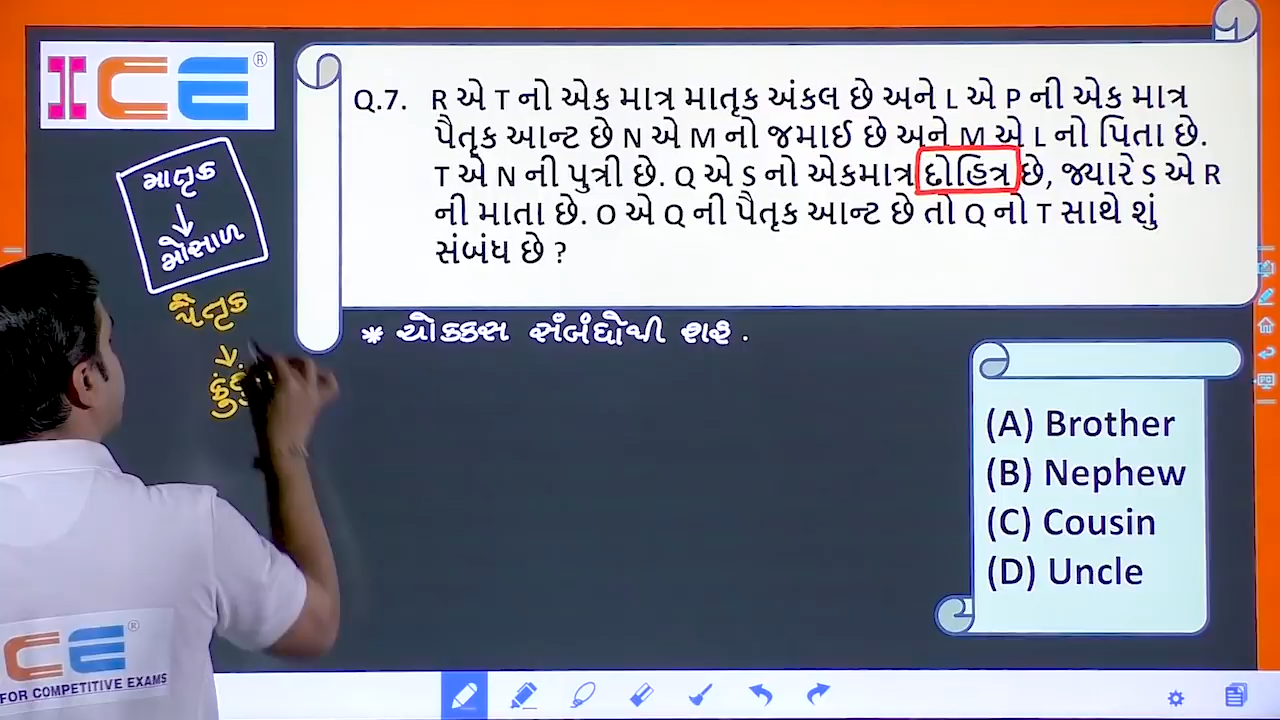 ICE®
Q.7. R એ T નો એક માત્ર માતૃક અંકલ છે અને L એ P ની એક માત્ર
પૈતૃક આન્ટ છે N એ M નો જમાઈ છે અને M એ L નો પિતા છે.
T એ N ની પુત્રી છે. Q એ S નો એકમાત્ર દોહિત્ર છે, જ્યારે S એ R
ની માતા છે. O એ Q ની પૈતૃક આન્ટ છે તો Q નો T સાથે શું
સંબંધ છે ?
માતૃક
મોસાળ
પૈતૃક
* ચોક્કસ સંબંધોથી શરૂ .
(A) Brother
(B) Nephew
(C) Cousin
(D) Uncle
CE®
FOR COMPETITIVE EXAMS